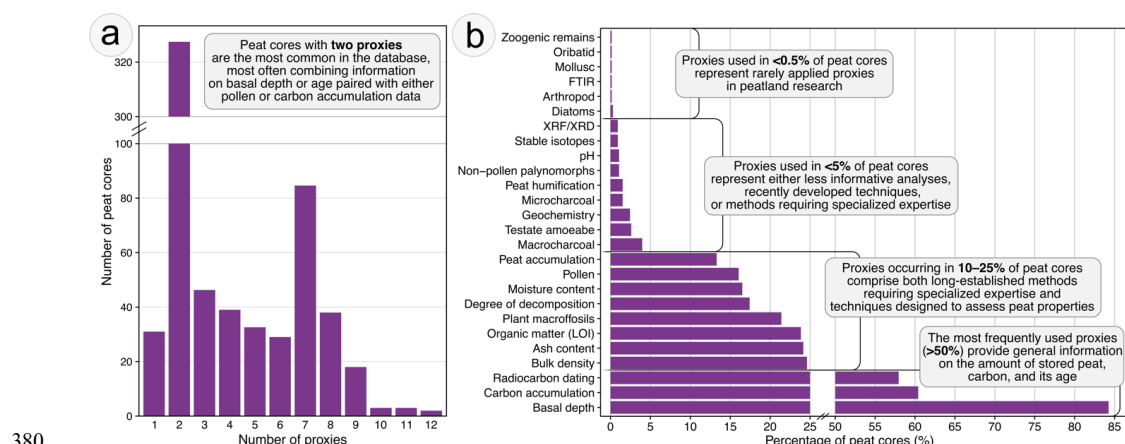 a
Peat cores with two proxies
are the most common in the database,
most often combining information
on basal depth or age paired with either
pollen or carbon accumulation data
Number of peat cores
320
300
100
80
60
40
20
0
1 2 3 4 5 6 7 8 9 10 11 12
Number of proxies
b
Zoogenic remains
Oribatid
Mollusc
FTIR
Arthropod
Diatoms
XRF/XRD
Stable isotopes
pH
Non−pollen palynomorphs
Peat humification
Microcharcoal
Geochemistry
Testate amoeabe
Macrocharcoal
Peat accumulation
Pollen
Moisture content
Degree of decomposition
Plant macroffosils
Organic matter (LOI)
Ash content
Bulk density
Radiocarbon dating
Carbon accumulation
Basal depth
Proxies used in <0.5% of peat cores
represent rarely applied proxies
in peatland research
Proxies used in <5% of peat cores
represent either less informative analyses,
recently developed techniques,
or methods requiring specialized expertise
Proxies occurring in 10–25% of peat cores
comprise both long-established methods
requiring specialized expertise and
techniques designed to assess peat properties
The most frequently used proxies
(>50%) provide general information
on the amount of stored peat,
carbon, and its age
0 5 10 15 20 25 50 55 60 65 70 75 80 85
Percentage of peat cores (%)
380